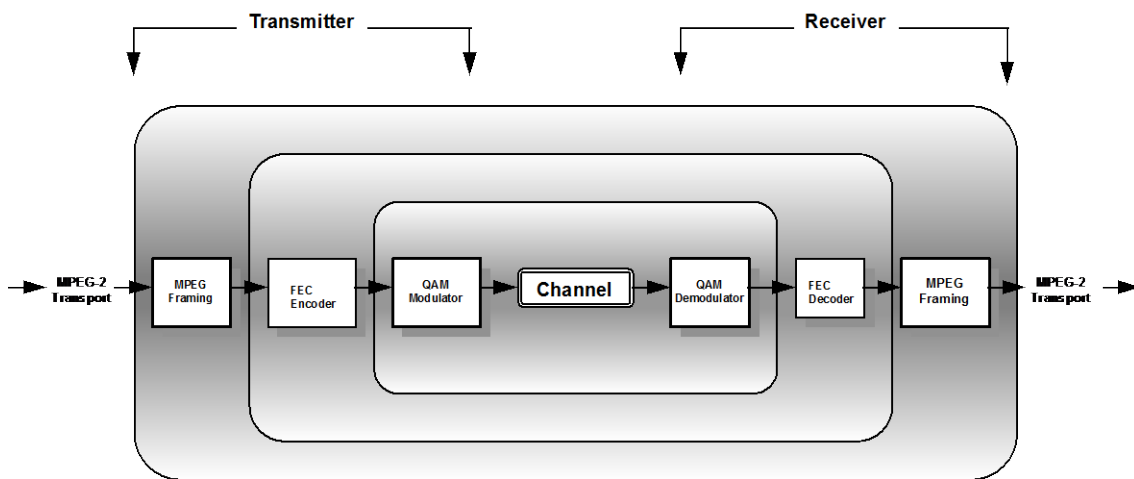 Transmitter
Receiver
MPEG-2
Transport
MPEG
Framing
FEC
Encoder
QAM
Modulator
Channel
QAM
Demodulator
FEC
Decoder
MPEG
Framing
MPEG-2
Transport